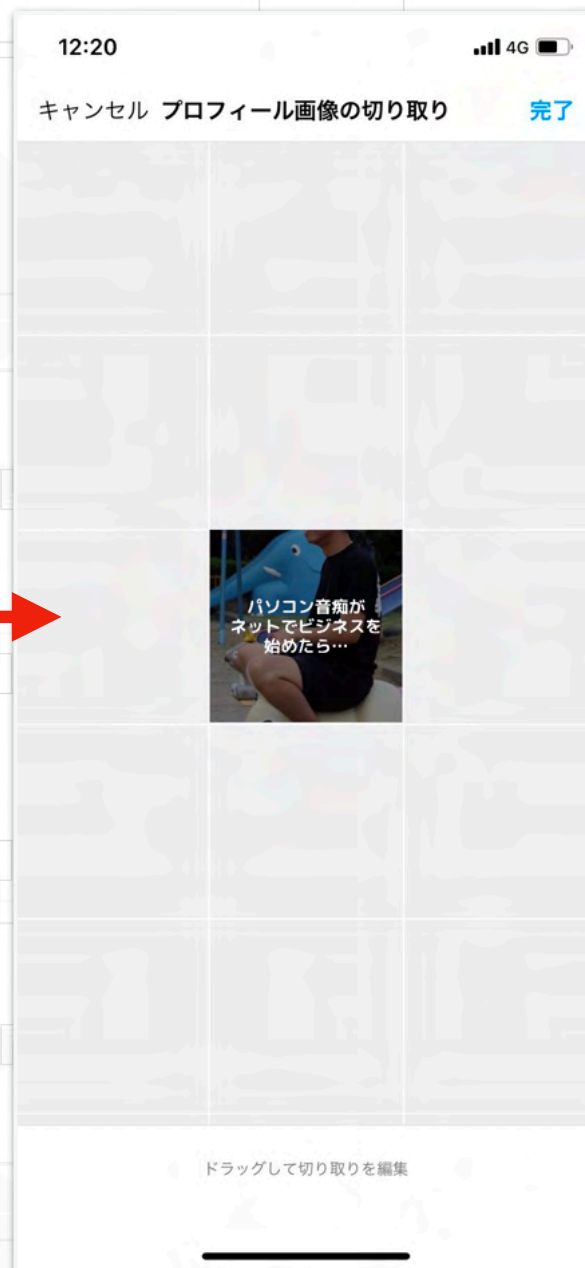 12:20
4G
キャンセル プロフィール画像の切り取り 完了
パソコン音痴が
ネットでビジネスを
始めたら…
ドラッグして切り取りを編集